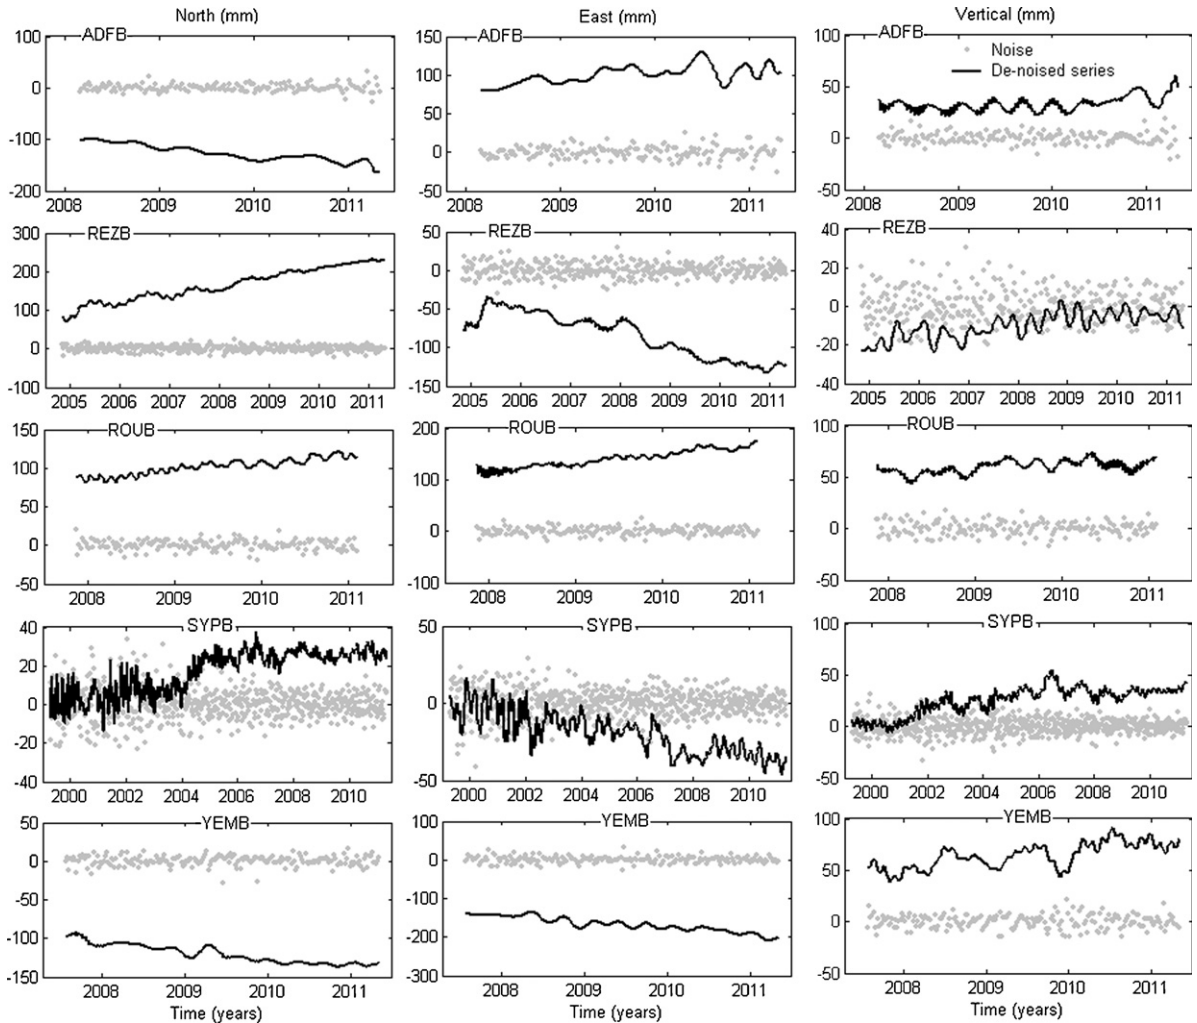 North (mm) East (mm) Vertical (mm)
ADFB ADFB ADFB
Noise
De-noised series
100 0 -100 -200
2008 2009 2010 2011
150 100 50 0 -50
2008 2009 2010 2011
100 50 0 -50
2008 2009 2010 2011
REZB REZB REZB
300 200 100 0 -100
2005 2006 2007 2008 2009 2010 2011
50 0 -50 -100 -150
2005 2006 2007 2008 2009 2010 2011
40 20 0 -20 -40
2005 2006 2007 2008 2009 2010 2011
ROUB ROUB ROUB
150 100 50 0 -50
2008 2009 2010 2011
200 100 0 -100
2008 2009 2010 2011
100 50 0 -50
2008 2009 2010 2011
SYPB SYPB SYPB
40 20 0 -20 -40
2000 2002 2004 2006 2008 2010
50 0 -50
2000 2002 2004 2006 2008 2010
100 50 0 -50
2000 2002 2004 2006 2008 2010
YEMB YEMB YEMB
50 0 -50 -100 -150
2008 2009 2010 2011
100 0 -100 -200 -300
2008 2009 2010 2011
100 50 0 -50
2008 2009 2010 2011
Time (years) Time (years) Time (years)